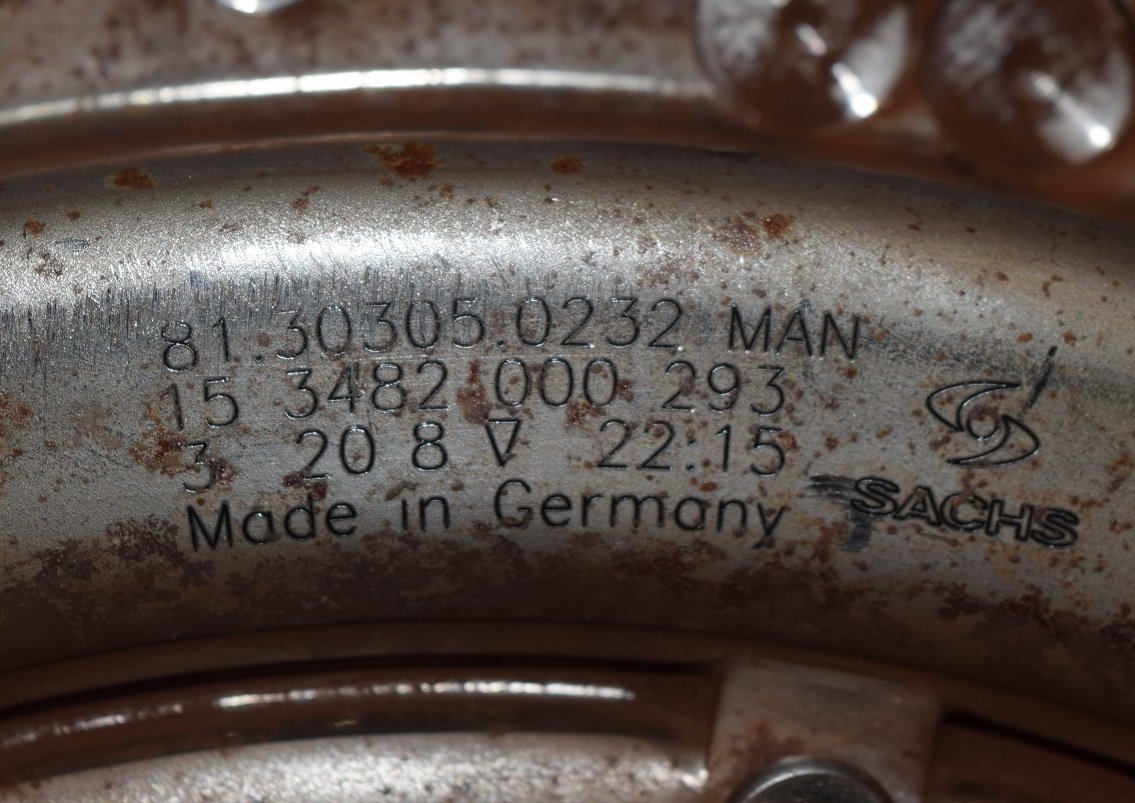 81.30305.0232 MAN
15 3482 000 293
3 20 8 ∇ 22:15
Made in Germany
SACHS